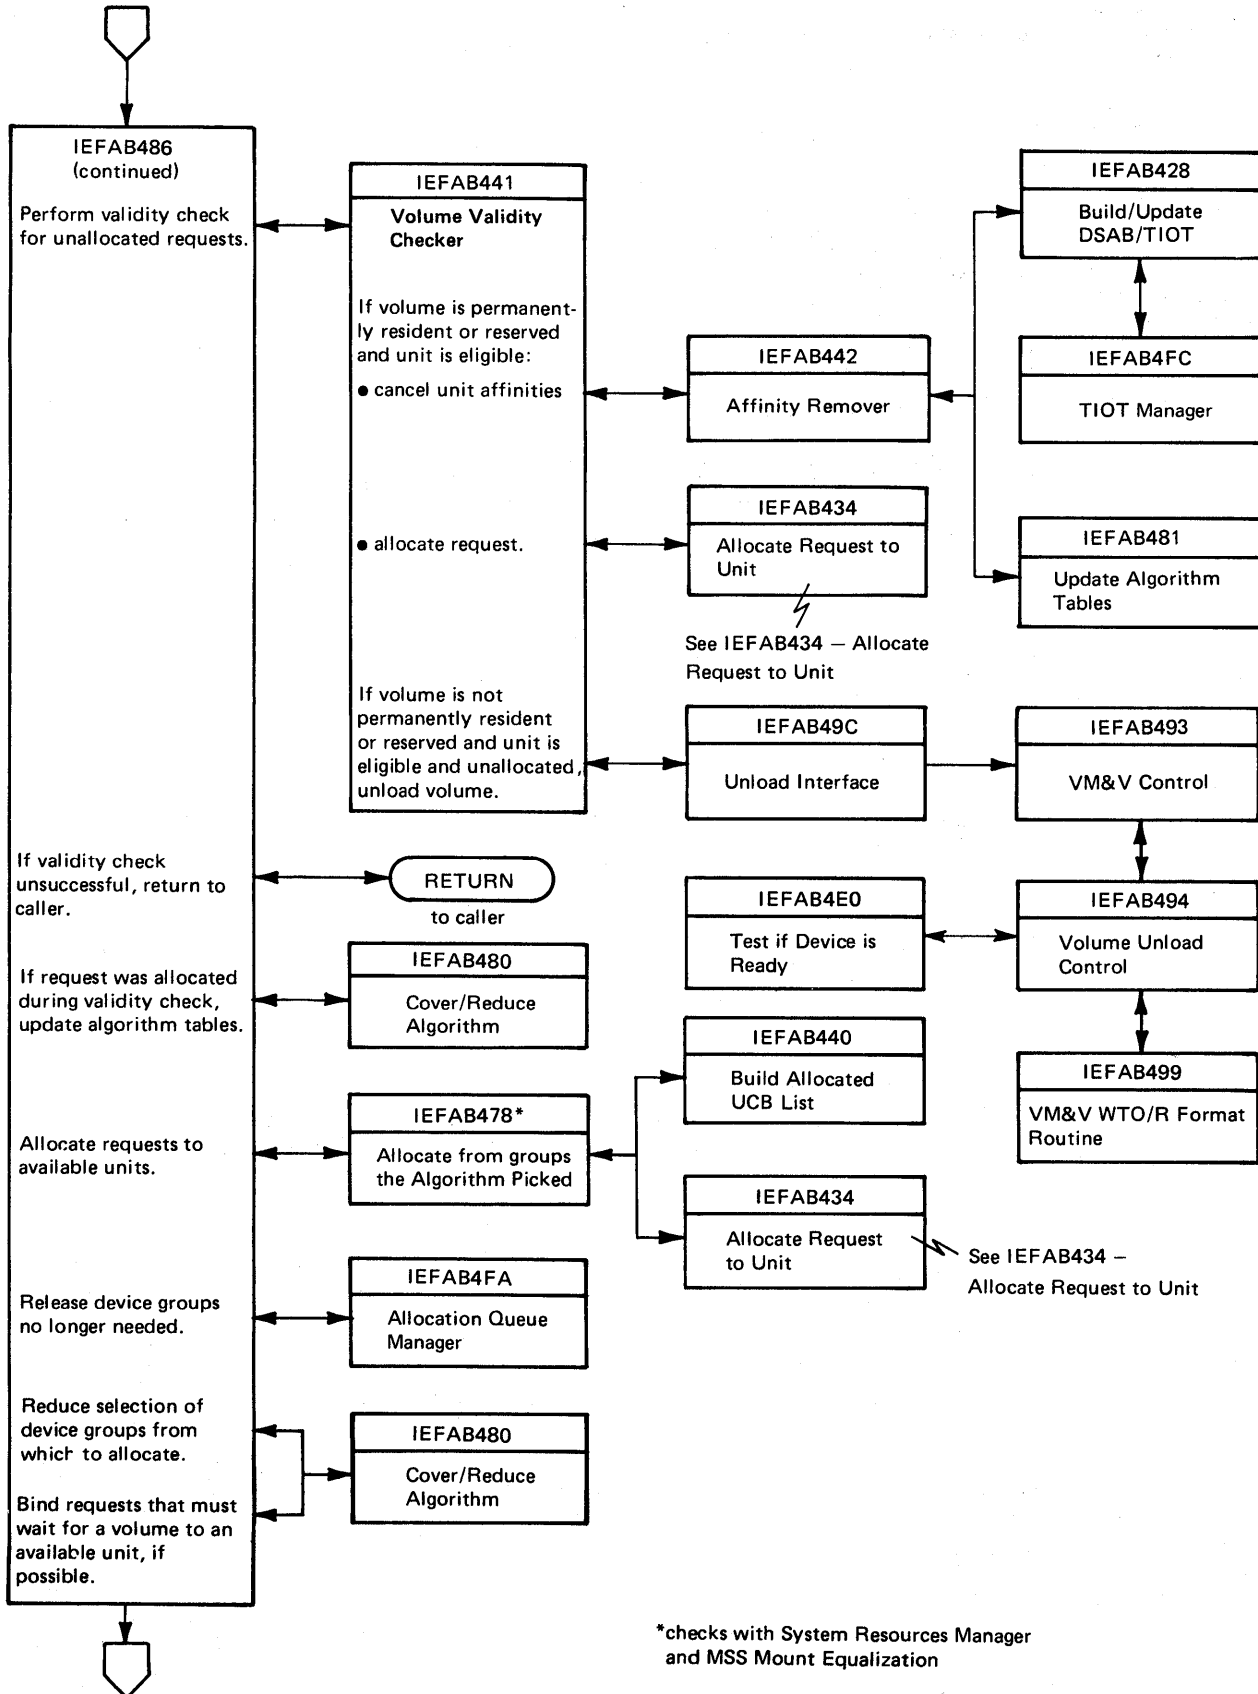 IEFAB486
(continued)
Perform validity check
for unallocated requests.
IEFAB441
Volume Validity
Checker
If volume is permanent-
ly resident or reserved
and unit is eligible:
● cancel unit affinities
● allocate request.
If volume is not
permanently resident
or reserved and unit is
eligible and unallocated,
unload volume.
IEFAB442
Affinity Remover
IEFAB428
Build/Update
DSAB/TIOT
IEFAB4FC
TIOT Manager
IEFAB481
Update Algorithm
Tables
IEFAB434
Allocate Request to
Unit
See IEFAB434 – Allocate
Request to Unit
IEFAB49C
Unload Interface
IEFAB493
VM&V Control
IEFAB4E0
Test if Device is
Ready
IEFAB494
Volume Unload
Control
IEFAB499
VM&V WTO/R Format
Routine
If validity check
unsuccessful, return to
caller.
RETURN
to caller
If request was allocated
during validity check,
update algorithm tables.
IEFAB480
Cover/Reduce
Algorithm
Allocate requests to
available units.
IEFAB478*
Allocate from groups
the Algorithm Picked
IEFAB440
Build Allocated
UCB List
IEFAB434
Allocate Request
to Unit
See IEFAB434 –
Allocate Request to Unit
Release device groups
no longer needed.
IEFAB4FA
Allocation Queue
Manager
Reduce selection of
device groups from
which to allocate.
Bind requests that must
wait for a volume to an
available unit, if
possible.
IEFAB480
Cover/Reduce
Algorithm
*checks with System Resources Manager
and MSS Mount Equalization